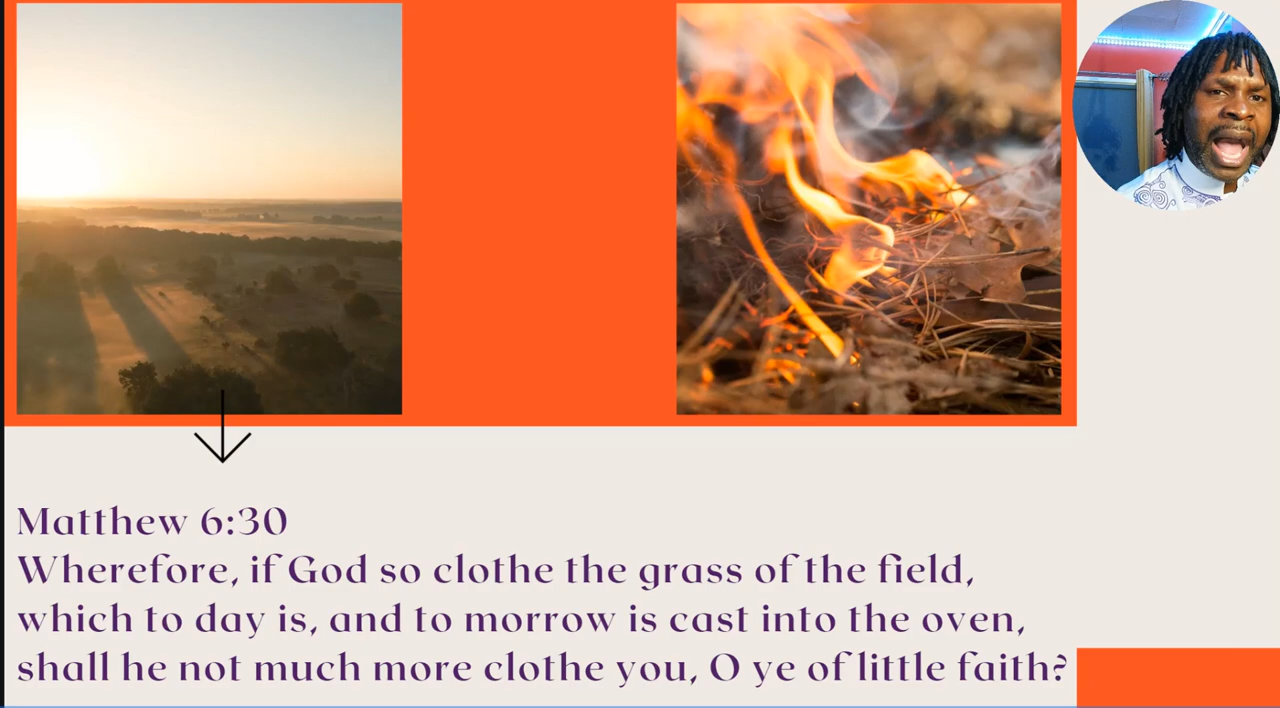 Matthew 6:30
Wherefore, if God so clothe the grass of the field,
which to day is, and to morrow is cast into the oven,
shall he not much more clothe you, O ye of little faith?